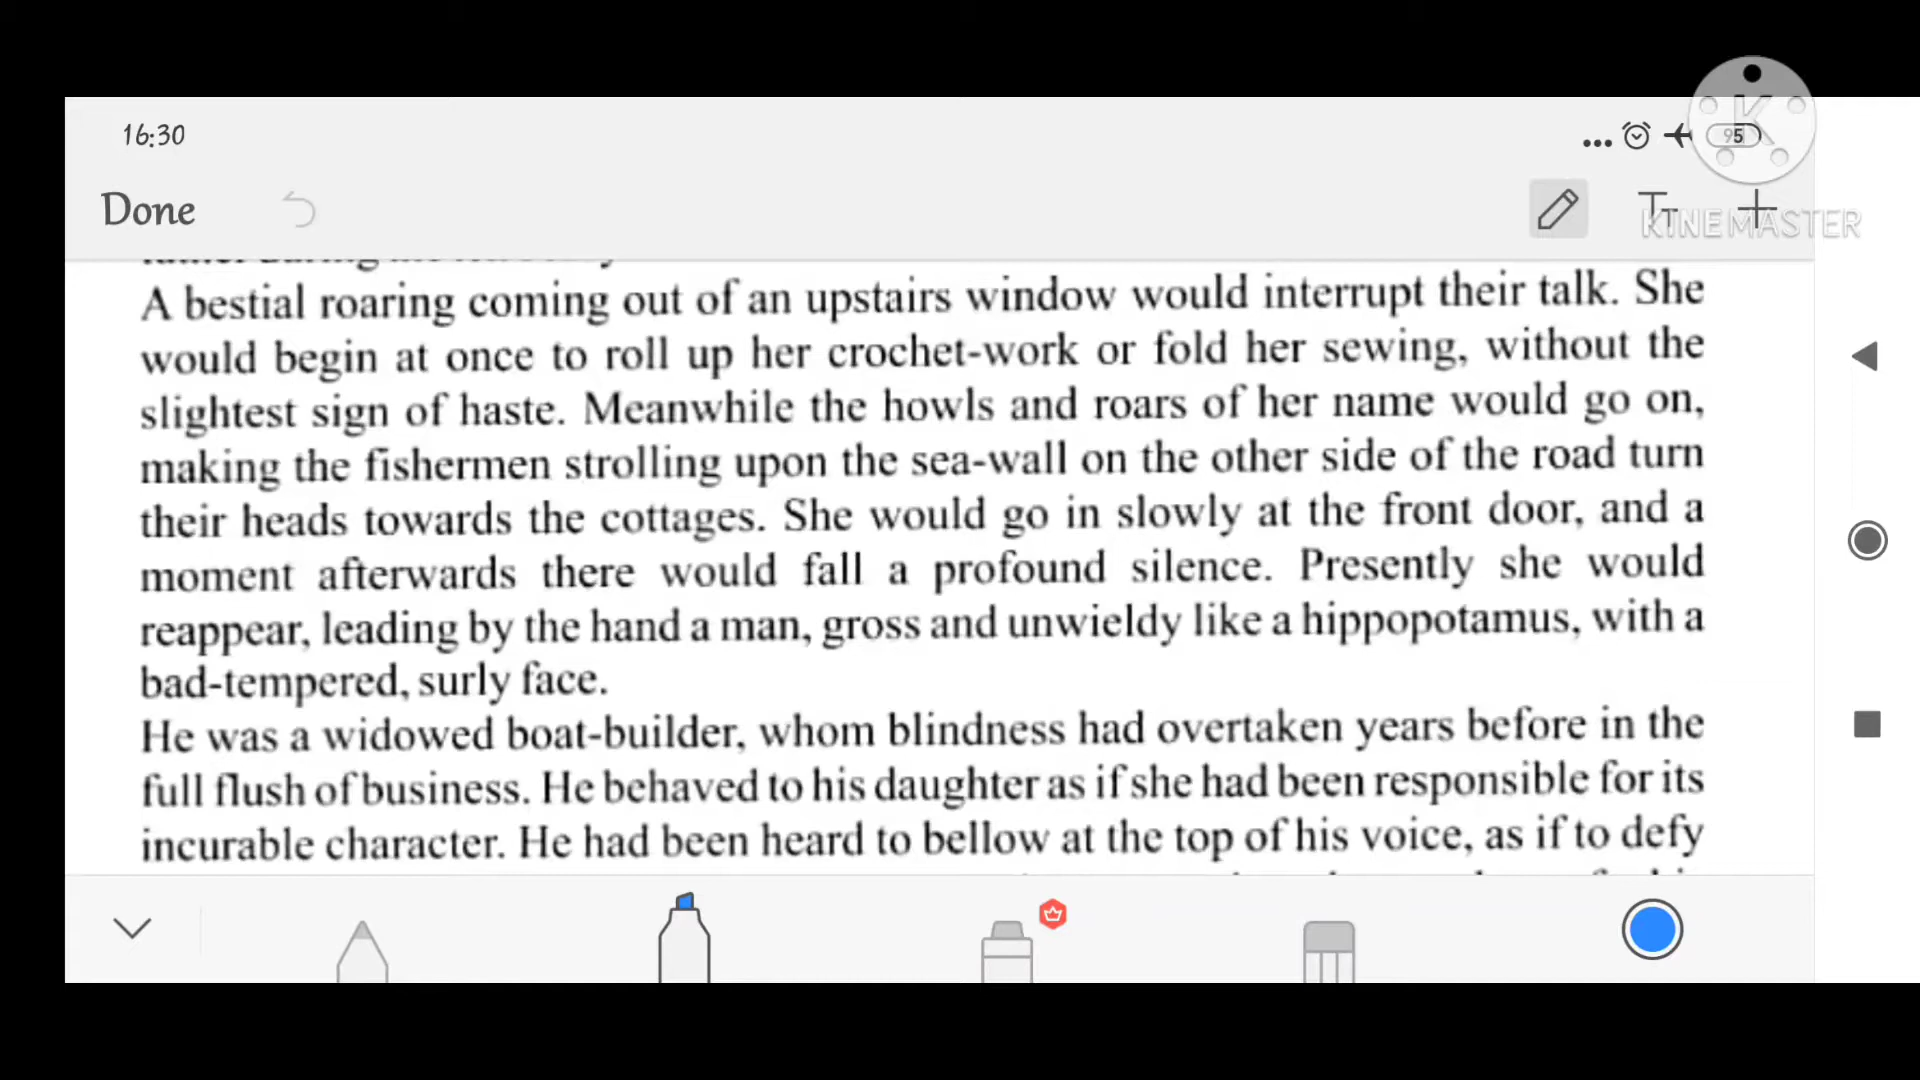 16:30
95
Done
KINEMASTER
A bestial roaring coming out of an upstairs window would interrupt their talk. She
would begin at once to roll up her crochet-work or fold her sewing, without the
slightest sign of haste. Meanwhile the howls and roars of her name would go on,
making the fishermen strolling upon the sea-wall on the other side of the road turn
their heads towards the cottages. She would go in slowly at the front door, and a
moment afterwards there would fall a profound silence. Presently she would
reappear, leading by the hand a man, gross and unwieldy like a hippopotamus, with a
bad-tempered, surly face.
He was a widowed boat-builder, whom blindness had overtaken years before in the
full flush of business. He behaved to his daughter as if she had been responsible for its
incurable character. He had been heard to bellow at the top of his voice, as if to defy